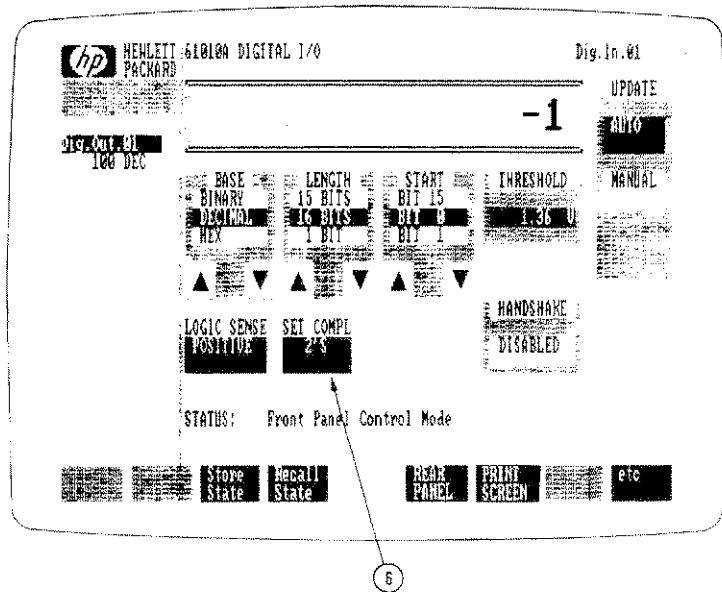 hp HEWLETT PACKARD
61010A DIGITAL I/O
Dig.In.01
UPDATE
-1
AUTO
Dig.Out.01
100 DEC
MANUAL
BASE
BINARY
DECIMAL
HEX
LENGTH
15 BITS
16 BITS
1 BIT
START
BIT 15
BIT 0
BIT 1
THRESHOLD
1.36 V
HANDSHAKE
DISABLED
LOGIC SENSE
POSITIVE
SET COMPL
2'S
STATUS: Front Panel Control Mode
Store State
Recall State
REAR PANEL
PRINT SCREEN
etc
6